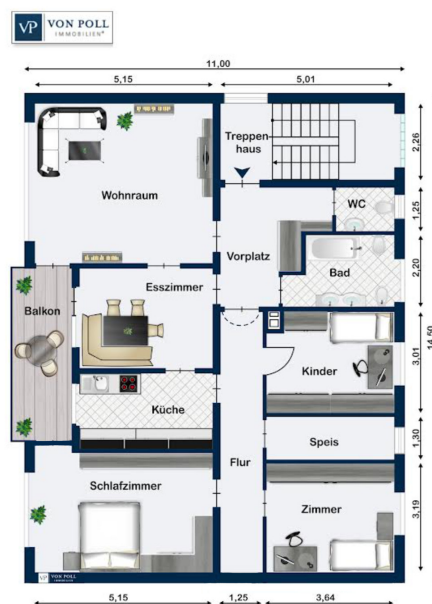 VP VON POLL
IMMOBILIEN®
11,00
5,15 5,01
Treppen
haus
2,26
Wohnraum
WC
1,25
Vorplatz
Bad
2,20
Esszimmer
Balkon
14,50
3,01
Kinder
Küche
Speis
1,30
Flur
Schlafzimmer
Zimmer
3,19
VP VON POLL
IMMOBILIEN
5,15 1,25 3,64